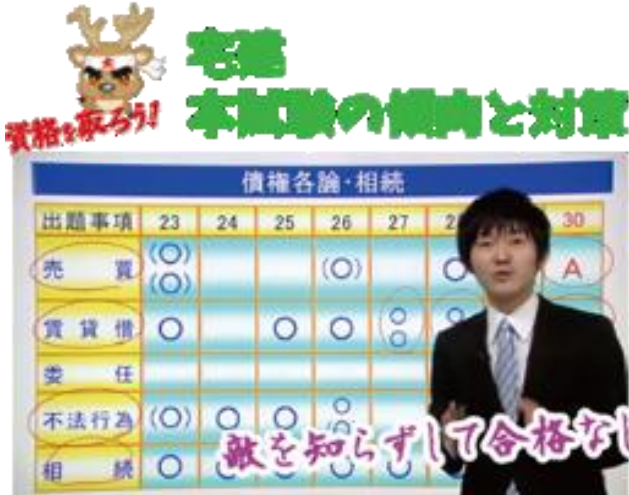 宅建
資格を取ろう!
本試験の傾向と対策
債権各論・相続
出題事項 23 24 25 26 27 2 30
売買 (○) (○) ○ A
(○)
賃貸借 ○ ○ ○ ○
○
委任
不法行為 (○) ○ ○ ○
相続 ○ ○ ○ ○ ○
敵を知らずして合格なし